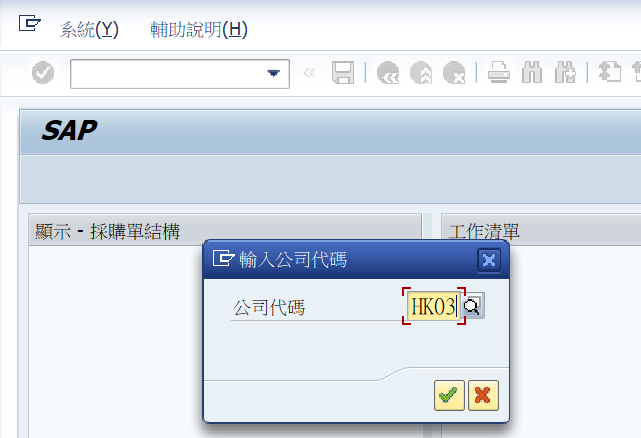 系統(Y) 輔助說明(H)
SAP
顯示 - 採購單結構
工作清單
輸入公司代碼
公司代碼 HK03